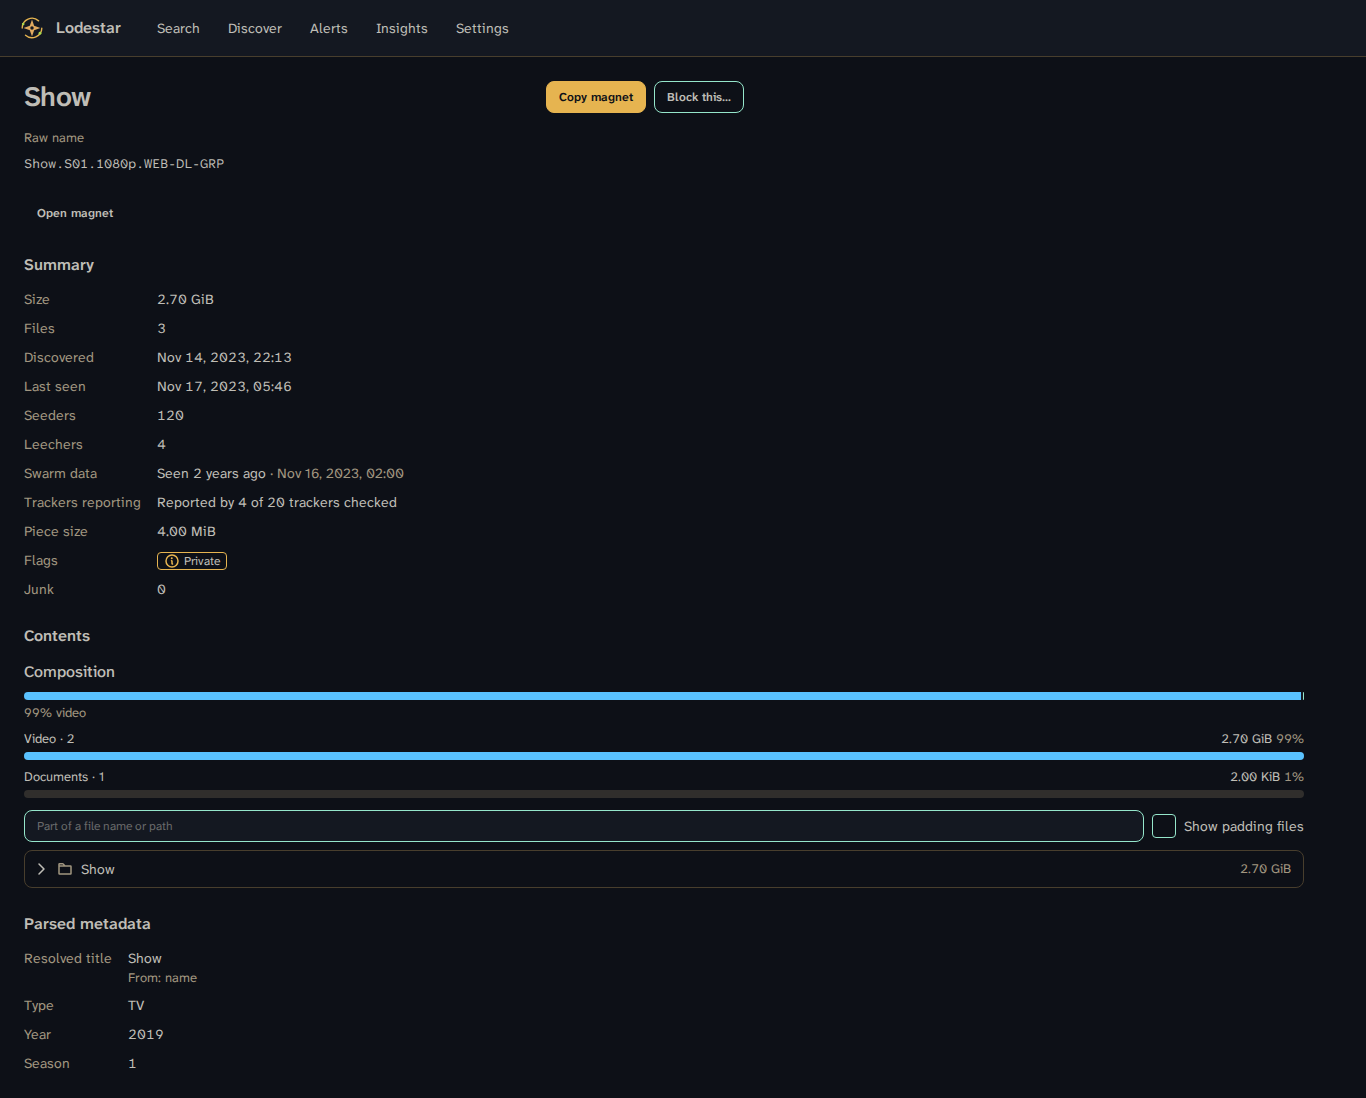 Lodestar Search Discover Alerts Insights Settings
Show
Copy magnet Block this...
Raw name
Show.S01.1080p.WEB-DL-GRP
Open magnet
Summary
Size 2.70 GiB
Files 3
Discovered Nov 14, 2023, 22:13
Last seen Nov 17, 2023, 05:46
Seeders 120
Leechers 4
Swarm data Seen 2 years ago · Nov 16, 2023, 02:00
Trackers reporting Reported by 4 of 20 trackers checked
Piece size 4.00 MiB
Flags Private
Junk 0
Contents
Composition
99% video
Video · 2 2.70 GiB 99%
Documents · 1 2.00 KiB 1%
Part of a file name or path Show padding files
Show 2.70 GiB
Parsed metadata
Resolved title Show
From: name
Type TV
Year 2019
Season 1